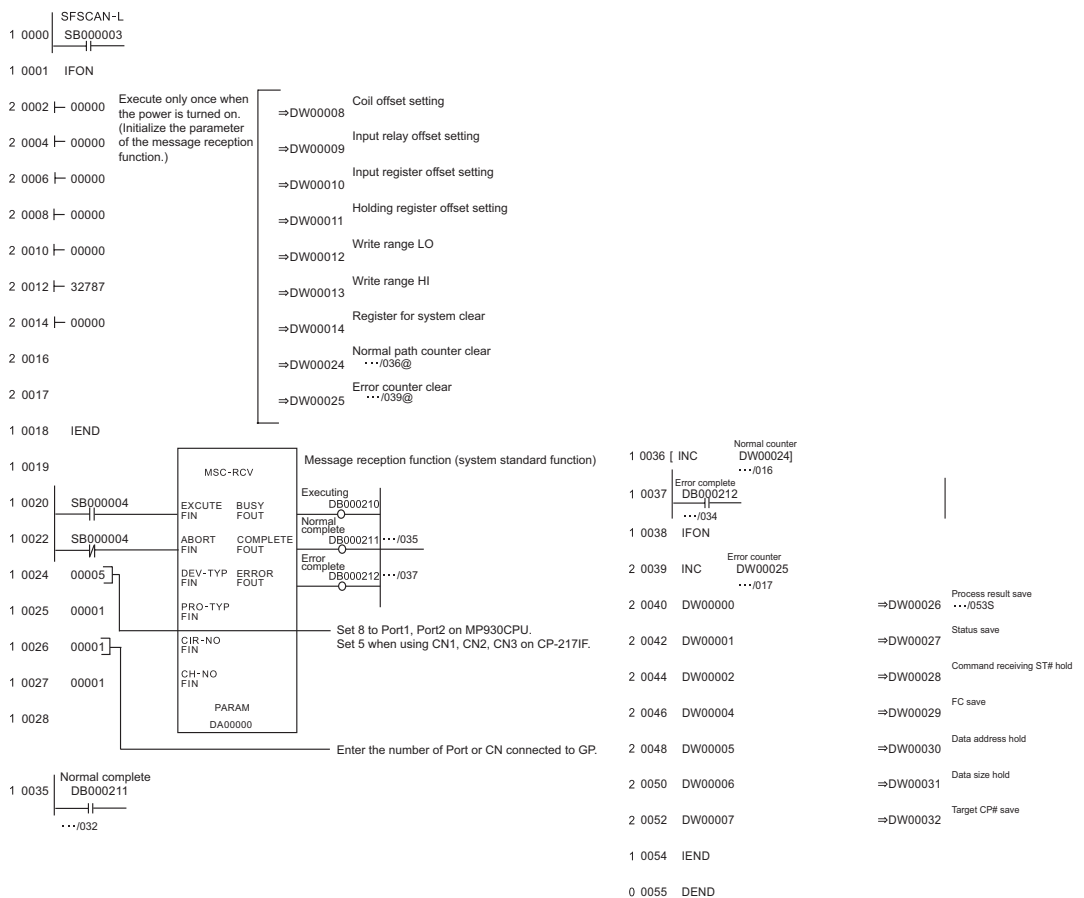 SFSCAN-L
1 0000 SB000003
1 0001 IFON
2 0002 00000 Execute only once when ⇒DW00008 Coil offset setting
the power is turned on.
(Initialize the parameter
2 0004 00000 of the message reception ⇒DW00009 Input relay offset setting
function.)
2 0006 00000 ⇒DW00010 Input register offset setting
2 0008 00000 ⇒DW00011 Holding register offset setting
2 0010 00000 ⇒DW00012 Write range LO
2 0012 32787 ⇒DW00013 Write range HI
2 0014 00000 ⇒DW00014 Register for system clear
2 0016 ⇒DW00024 Normal path counter clear
···/036@
2 0017 ⇒DW00025 Error counter clear
···/039@
1 0018 IEND
1 0019 MSC-RCV Message reception function (system standard function)
1 0020 SB000004 EXCUTE BUSY Executing DB000210
FIN FOUT
1 0022 SB000004 ABORT COMPLETE Normal complete DB000211 ···/035
FIN FOUT
1 0024 00005 DEV-TYP ERROR Error complete DB000212 ···/037
FIN FOUT
1 0025 00001 PRO-TYP
FIN
Set 8 to Port1, Port2 on MP930CPU.
1 0026 00001 CIR-NO Set 5 when using CN1, CN2, CN3 on CP-217IF.
FIN
1 0027 00001 CH-NO
FIN
1 0028 PARAM
DA00000
Enter the number of Port or CN connected to GP.
Normal complete
1 0035 DB000211
···/032
Normal counter
1 0036 [ INC DW00024]
···/016
Error complete
1 0037 DB000212
···/034
1 0038 IFON
Error counter
2 0039 INC DW00025
···/017
2 0040 DW00000 ⇒DW00026 Process result save
···/053S
2 0042 DW00001 ⇒DW00027 Status save
2 0044 DW00002 ⇒DW00028 Command receiving ST# hold
2 0046 DW00004 ⇒DW00029 FC save
2 0048 DW00005 ⇒DW00030 Data address hold
2 0050 DW00006 ⇒DW00031 Data size hold
2 0052 DW00007 ⇒DW00032 Target CP# save
1 0054 IEND
0 0055 DEND